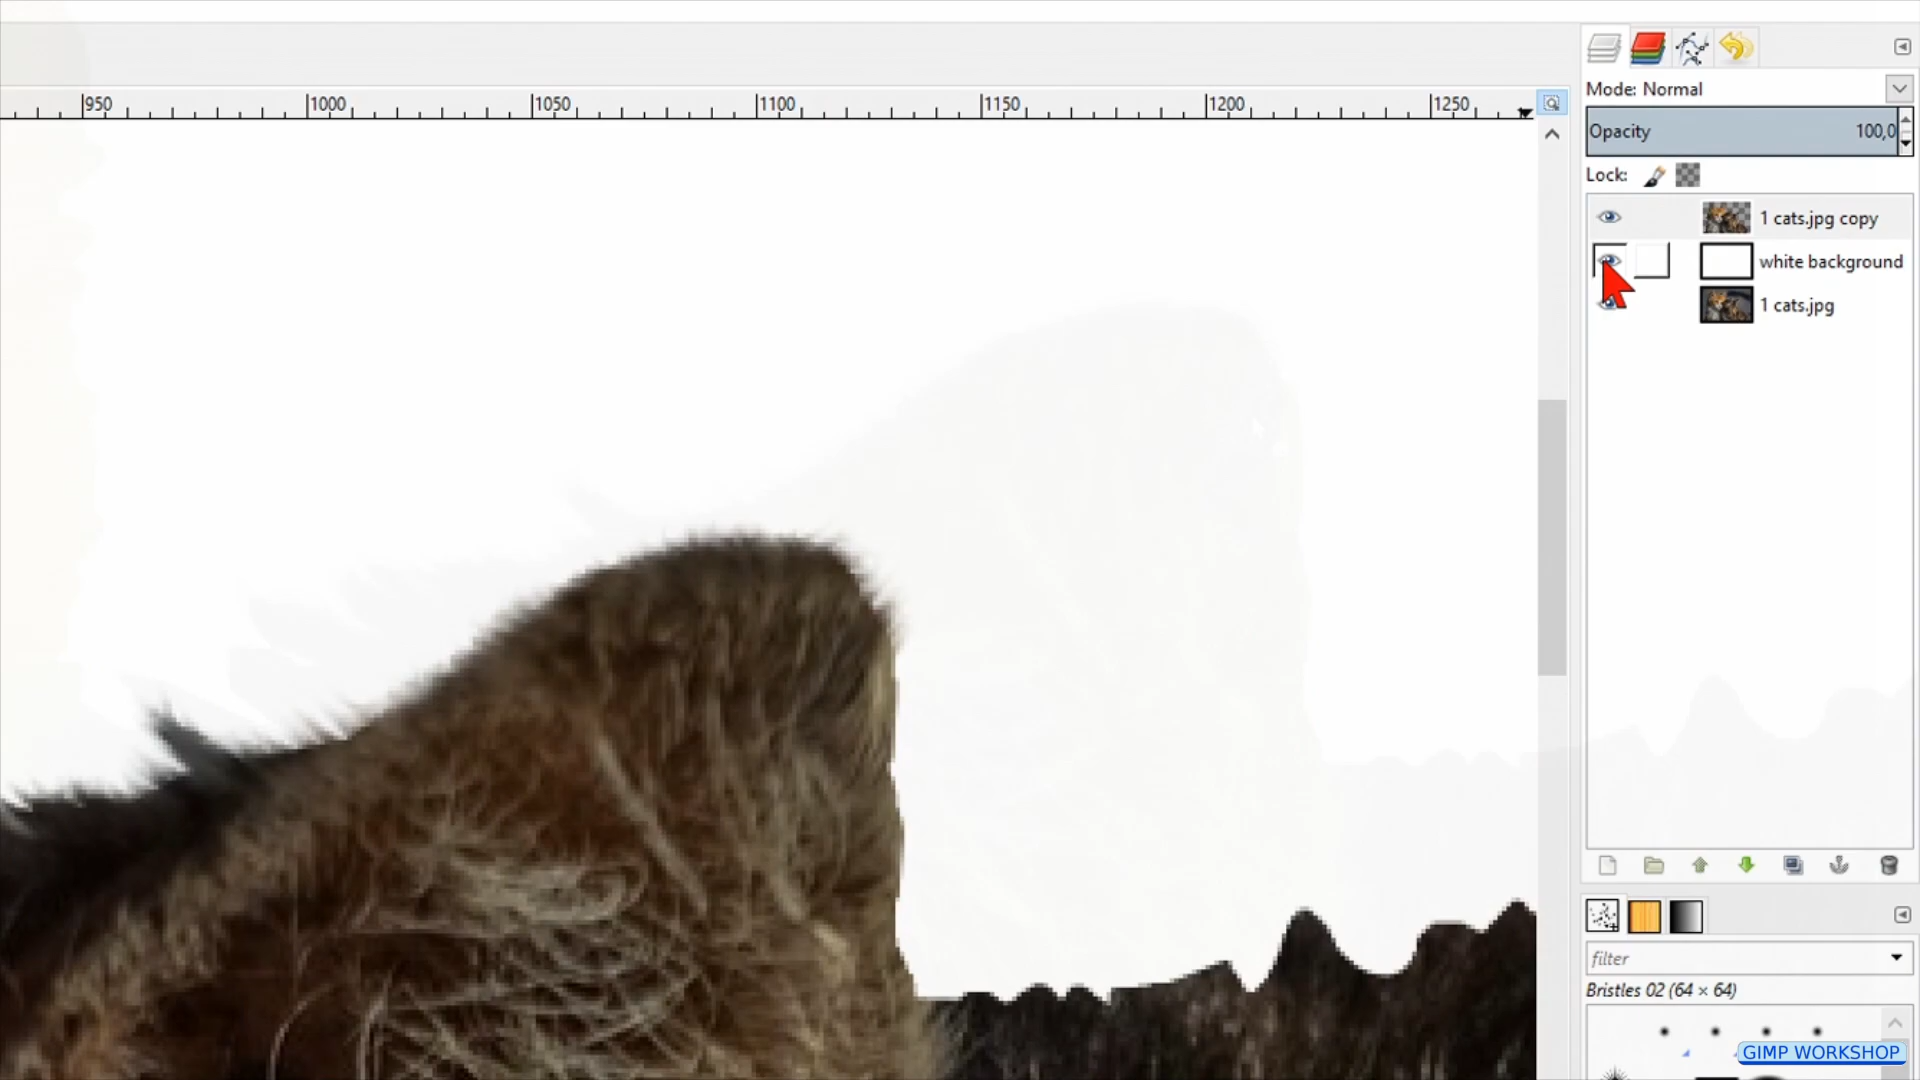 950 1000 1050 1100 1150 1200 1250
Mode: Normal
Opacity 100,0
Lock:
1 cats.jpg copy
white background
1 cats.jpg
filter
Bristles 02 (64 × 64)
GIMP WORKSHOP